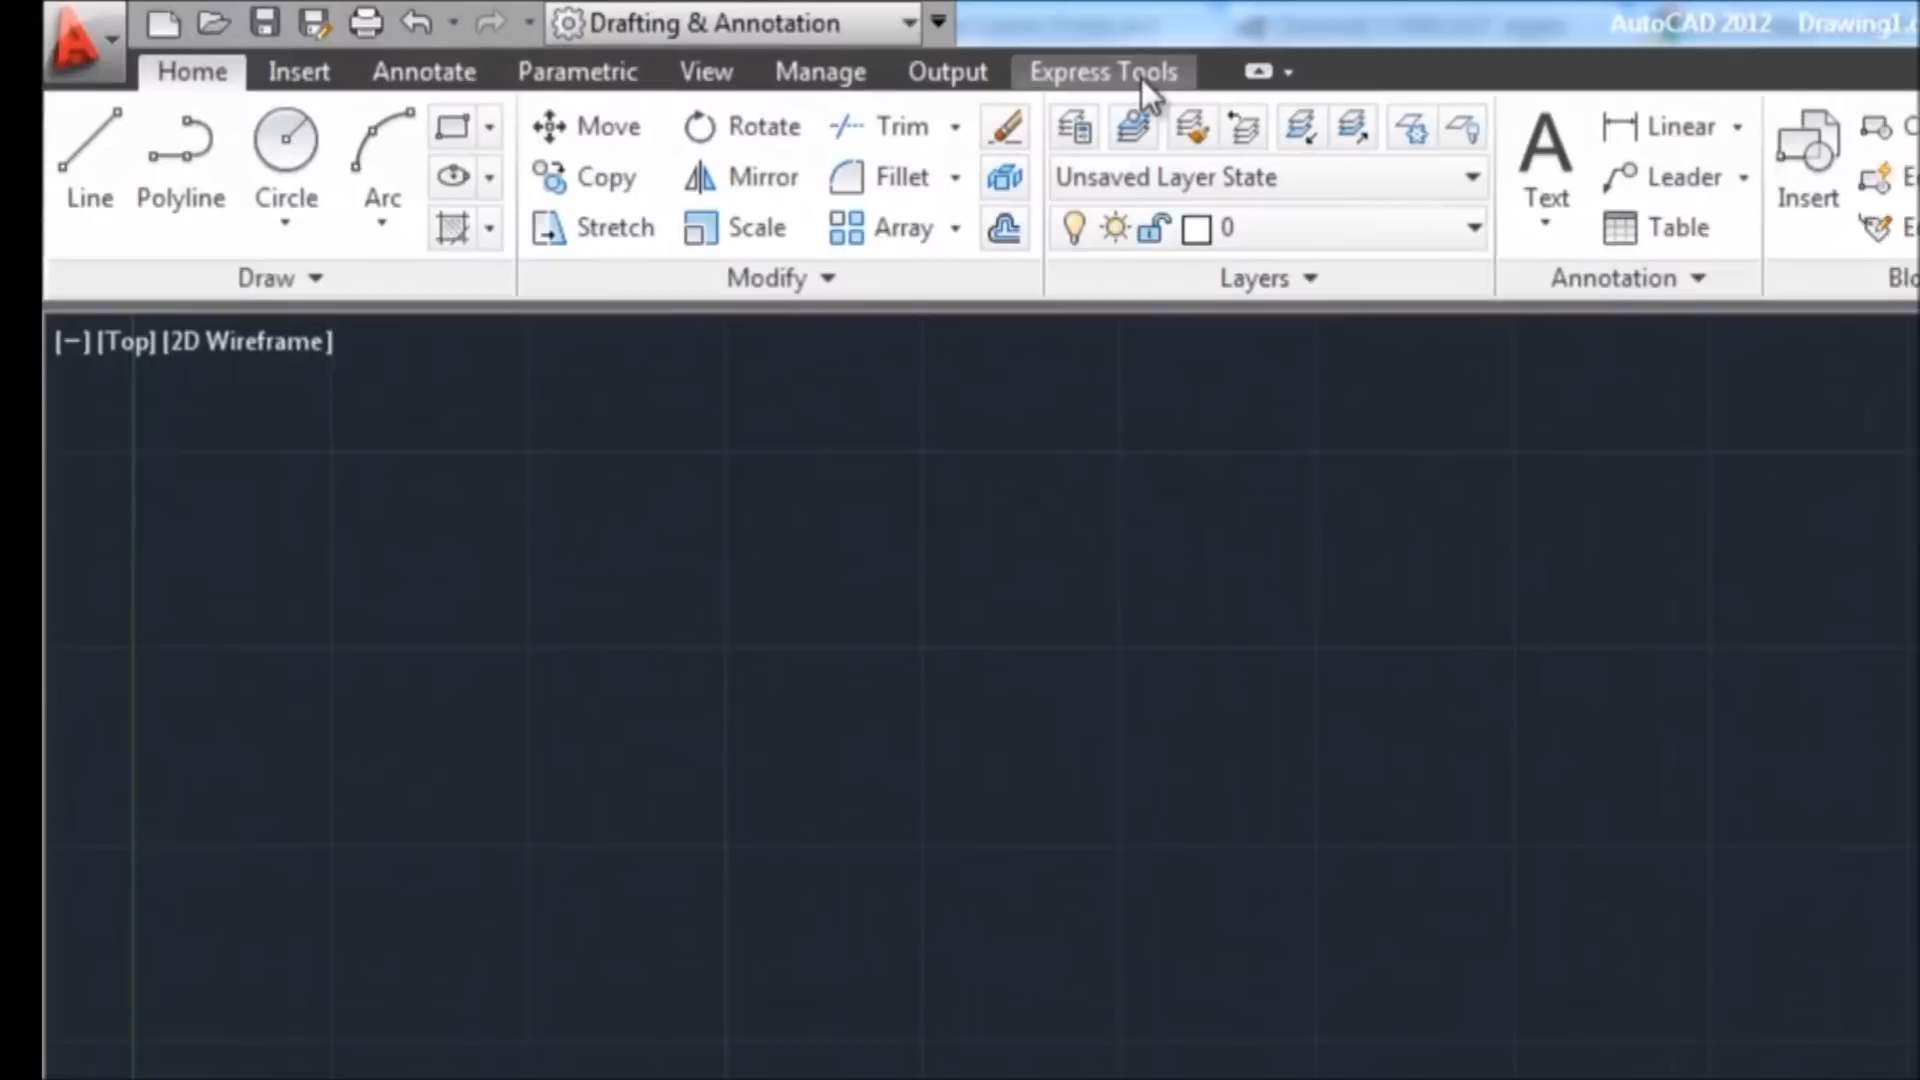 Drafting & Annotation
AutoCAD 2012 Drawing1.
Home Insert Annotate Parametric View Manage Output Express Tools
Line Polyline Circle Arc
Move Rotate Trim
Copy Mirror Fillet
Stretch Scale Array
Unsaved Layer State
0
Text
Linear
Leader
Table
Insert
Draw Modify Layers Annotation
[−] [Top] [2D Wireframe]